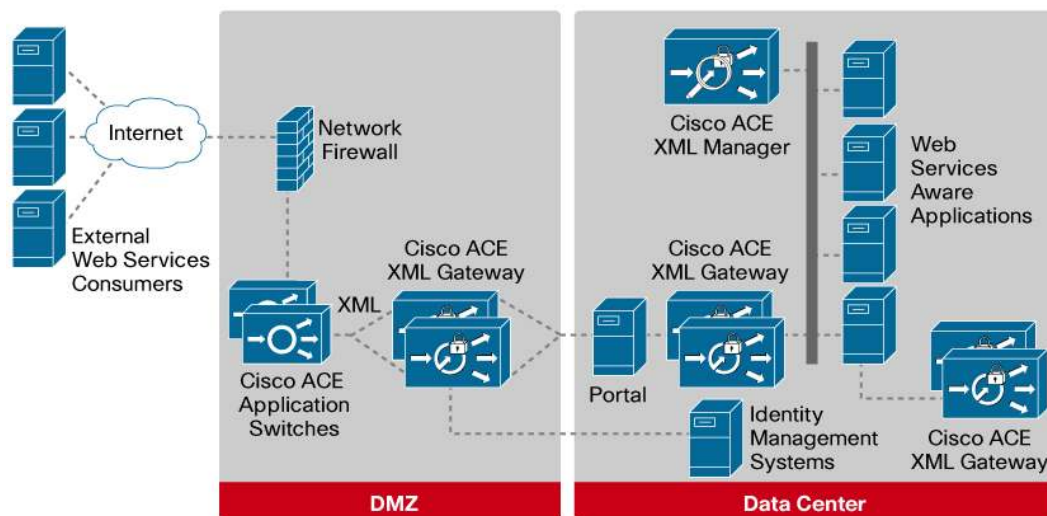 Internet
External
Web Services
Consumers
Network
Firewall
XML
Cisco ACE
Application
Switches
Cisco ACE
XML Gateway
DMZ
Cisco ACE
XML Manager
Web
Services
Aware
Applications
Cisco ACE
XML Gateway
Portal
Identity
Management
Systems
Cisco ACE
XML Gateway
Data Center